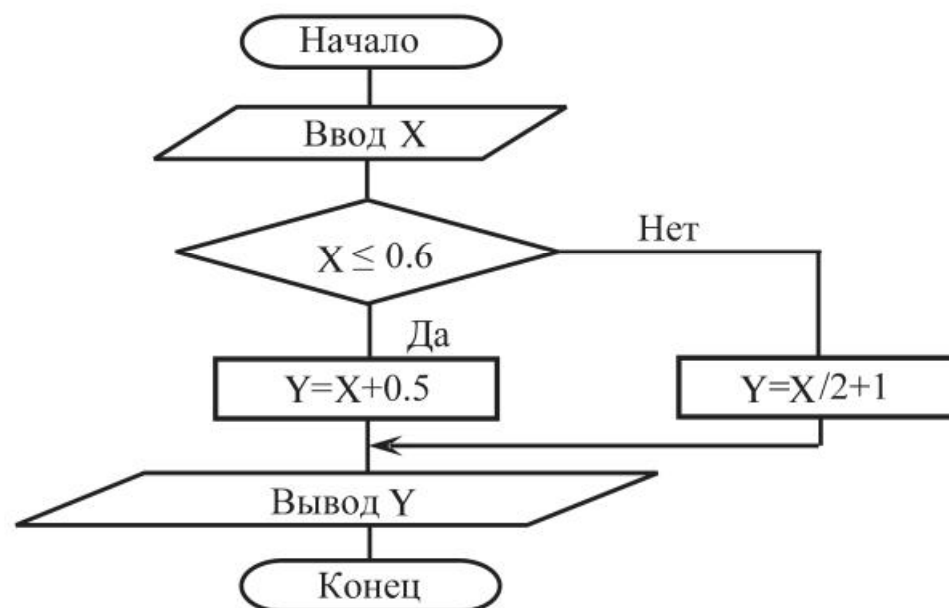 Начало
Ввод X
X ≤ 0.6
Нет
Да
Y=X+0.5
Y=X/2+1
Вывод Y
Конец